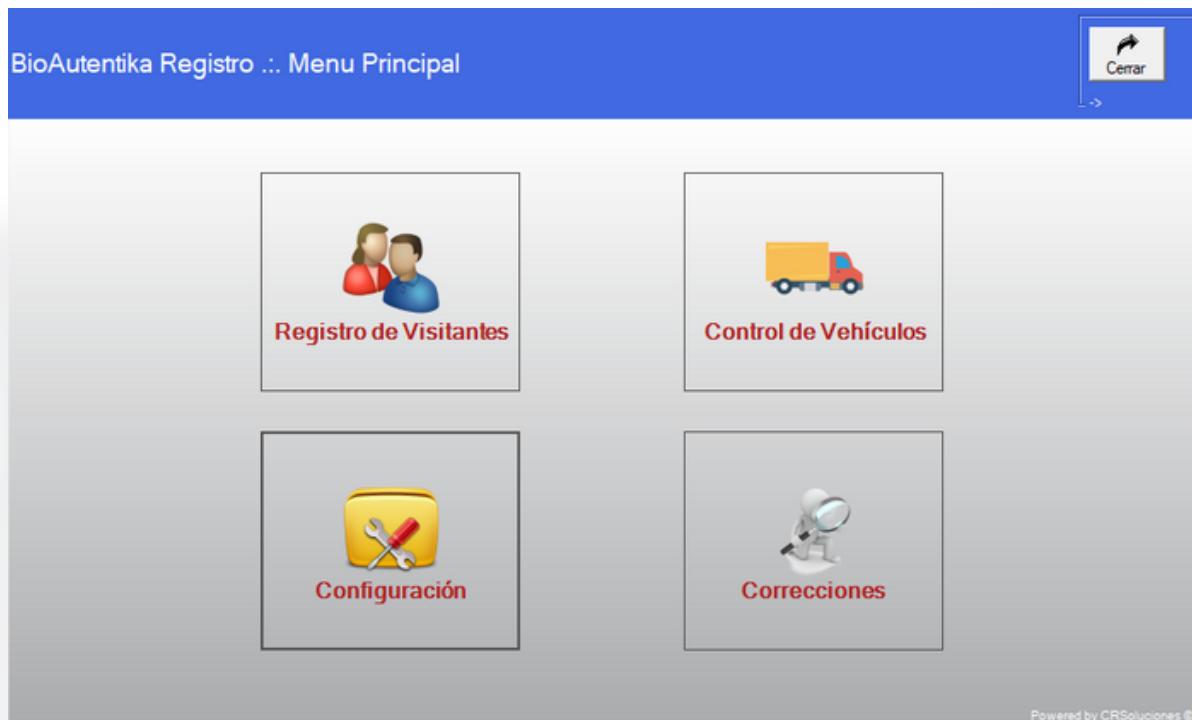 BioAutentika Registro .:. Menu Principal
Cerrar
->
Registro de Visitantes
Control de Vehículos
Configuración
Correcciones
Powered by CRSoluciones ©